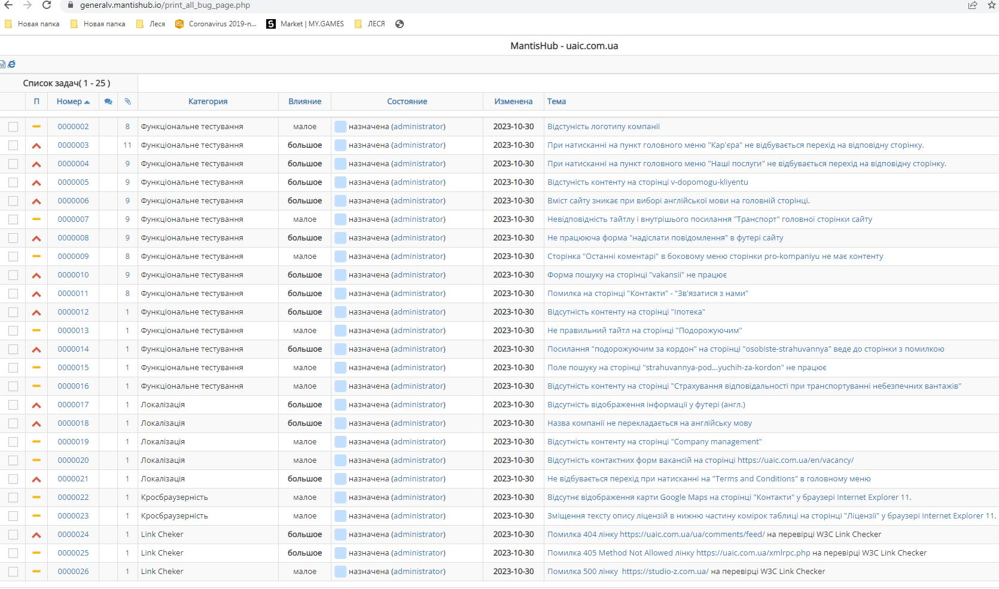 generalv.mantishub.io/print_all_bug_page.php
Новая папка Новая папка Леся Coronavirus 2019-n... Market | MY.GAMES ЛЕСЯ
MantisHub - uaic.com.ua
Список задач( 1 - 25 )
П Номер Категория Влияние Состояние Изменена Тема
0000002 8 Функціональне тестування малое назначена (administrator) 2023-10-30 Відстуність логотипу компанії
0000003 11 Функціональне тестування большое назначена (administrator) 2023-10-30 При натисканні на пункт головного меню "Кар'єра" не відбувається перехід на відповідну сторінку.
0000004 9 Функціональне тестування большое назначена (administrator) 2023-10-30 При натисканні на пункт головного меню "Наші послуги" не відбувається перехід на відповідну сторінку.
0000005 9 Функціональне тестування большое назначена (administrator) 2023-10-30 Відстуність контенту на сторінці v-dopomogu-kliyentu
0000006 9 Функціональне тестування большое назначена (administrator) 2023-10-30 Вміст сайту зникає при виборі англійської мови на головній сторінці.
0000007 9 Функціональне тестування малое назначена (administrator) 2023-10-30 Невідповідність тайтлу і внутрішього посилання "Транспорт" головної сторінки сайту
0000008 9 Функціональне тестування большое назначена (administrator) 2023-10-30 Не працююча форма "надіслати повідомлення" в футері сайту
0000009 8 Функціональне тестування малое назначена (administrator) 2023-10-30 Сторінка "Останні коментарі" в боковому меню сторінки pro-kompaniyu не має контенту
0000010 9 Функціональне тестування большое назначена (administrator) 2023-10-30 Форма пошуку на сторінці "vakansii" не працює
0000011 8 Функціональне тестування большое назначена (administrator) 2023-10-30 Помилка на сторінці "Контакти" - "Зв'язатися з нами"
0000012 1 Функціональне тестування большое назначена (administrator) 2023-10-30 Відсутність контенту на сторінці "Іпотека"
0000013 1 Функціональне тестування малое назначена (administrator) 2023-10-30 Не правильний тайтл на сторінці "Подорожуючим"
0000014 1 Функціональне тестування большое назначена (administrator) 2023-10-30 Посилання "подорожуючим за кордон" на сторінці "osobiste-strahuvannya" веде до сторінки з помилкою
0000015 1 Функціональне тестування малое назначена (administrator) 2023-10-30 Поле пошуку на сторінці "strahuvannya-pod...yuchih-za-kordon" не працює
0000016 1 Функціональне тестування малое назначена (administrator) 2023-10-30 Відсутність контенту на сторінці "Страхування відповідальності при транспортуванні небезпечних вантажів"
0000017 1 Локалізація большое назначена (administrator) 2023-10-30 Відсутність відображення інформації у футері (англ.)
0000018 1 Локалізація большое назначена (administrator) 2023-10-30 Назва компанії не перекладається на англійську мову
0000019 1 Локалізація малое назначена (administrator) 2023-10-30 Відсутність контенту на сторінці "Company management"
0000020 1 Локалізація малое назначена (administrator) 2023-10-30 Відсутність контактних форм вакансій на сторінці https://uaic.com.ua/en/vacancy/
0000021 1 Локалізація большое назначена (administrator) 2023-10-30 Не відбувається перехід при натисканні на "Terms and Conditions" в головному меню
0000022 1 Кросбраузерність малое назначена (administrator) 2023-10-30 Відсутнє відображення карти Google Maps на сторінці "Контакти" у браузері Internet Explorer 11.
0000023 1 Кросбраузерність малое назначена (administrator) 2023-10-30 Зміщення тексту опису ліцензій в нижню частину комірок таблиці на сторінці "Ліцензії" у браузері Internet Explorer 11.
0000024 1 Link Cheker большое назначена (administrator) 2023-10-30 Помилка 404 лінку https://uaic.com.ua/ua/comments/feed/ на перевірці W3C Link Checker
0000025 1 Link Cheker большое назначена (administrator) 2023-10-30 Помилка 405 Method Not Allowed лінку https://uaic.com.ua/xmlrpc.php на перевірці W3C Link Checker
0000026 1 Link Cheker малое назначена (administrator) 2023-10-30 Помилка 500 лінку https://studio-z.com.ua/ на перевірці W3C Link Checker